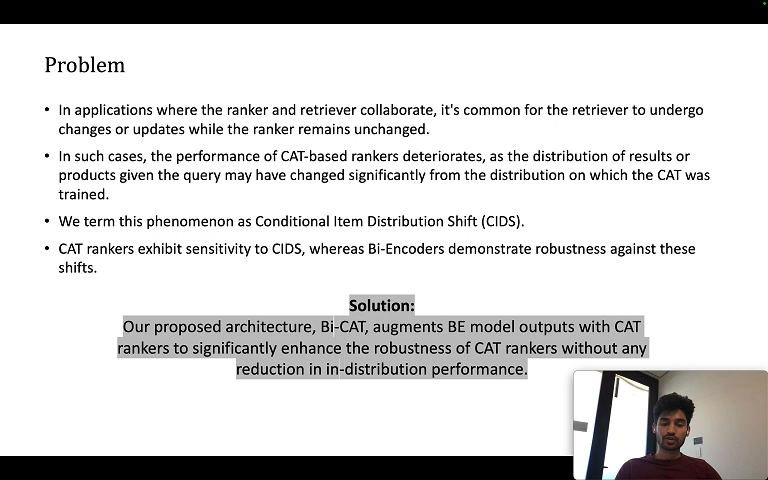 Problem
• In applications where the ranker and retriever collaborate, it's common for the retriever to undergo
changes or updates while the ranker remains unchanged.
• In such cases, the performance of CAT-based rankers deteriorates, as the distribution of results or
products given the query may have changed significantly from the distribution on which the CAT was
trained.
• We term this phenomenon as Conditional Item Distribution Shift (CIDS).
• CAT rankers exhibit sensitivity to CIDS, whereas Bi-Encoders demonstrate robustness against these
shifts.
Solution:
Our proposed architecture, Bi-CAT, augments BE model outputs with CAT
rankers to significantly enhance the robustness of CAT rankers without any
reduction in in-distribution performance.